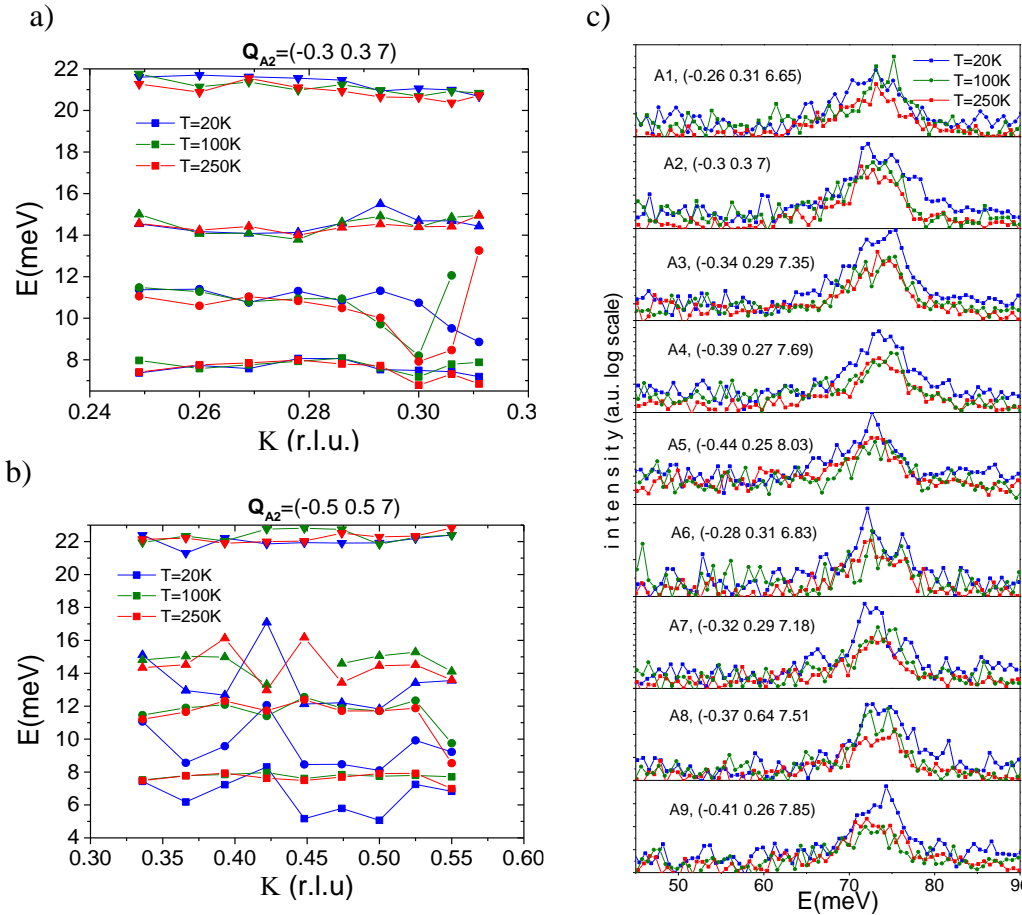 a)
Q_A2=(-0.3 0.3 7)
22
20
18
16
14
12
10
8
E(meV)
T=20K
T=100K
T=250K
0.24
0.26
0.28
0.30
0.3
K (r.l.u.)
b)
Q_A2=(-0.5 0.5 7)
22
20
18
16
14
12
10
8
6
4
E(meV)
T=20K
T=100K
T=250K
0.30
0.35
0.40
0.45
0.50
0.55
0.60
K (r.l.u)
c)
intensity (a.u. log scale)
T=20K
T=100K
T=250K
A1, (-0.26 0.31 6.65)
A2, (-0.3 0.3 7)
A3, (-0.34 0.29 7.35)
A4, (-0.39 0.27 7.69)
A5, (-0.44 0.25 8.03)
A6, (-0.28 0.31 6.83)
A7, (-0.32 0.29 7.18)
A8, (-0.37 0.64 7.51
A9, (-0.41 0.26 7.85)
50
60
70
80
90
E(meV)